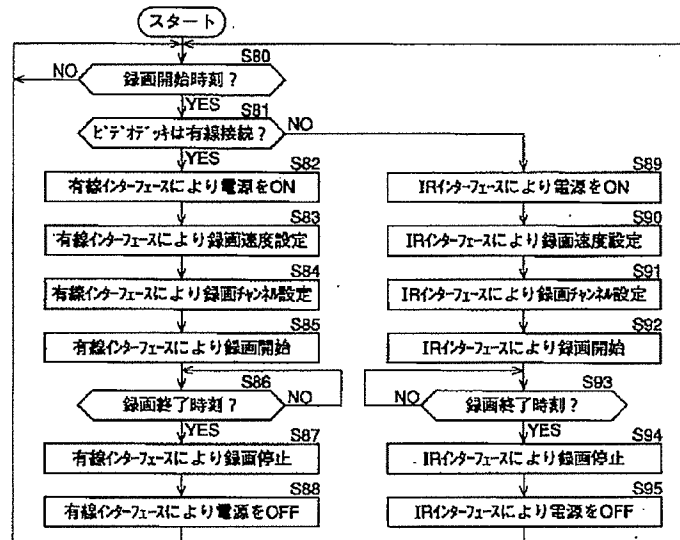 スタート
S80
録画開始時刻?
NO
YES
S81
ビデオデッキは有線接続?
NO
YES
S82
有線インターフェースにより電源をON
S83
有線インターフェースにより録画速度設定
S84
有線インターフェースにより録画チャンネル設定
S85
有線インターフェースにより録画開始
S86
録画終了時刻?
NO
YES
S87
有線インターフェースにより録画停止
S88
有線インターフェースにより電源をOFF
S89
IRインターフェースにより電源をON
S90
IRインターフェースにより録画速度設定
S91
IRインターフェースにより録画チャンネル設定
S92
IRインターフェースにより録画開始
S93
録画終了時刻?
NO
YES
S94
IRインターフェースにより録画停止
S95
IRインターフェースにより電源をOFF